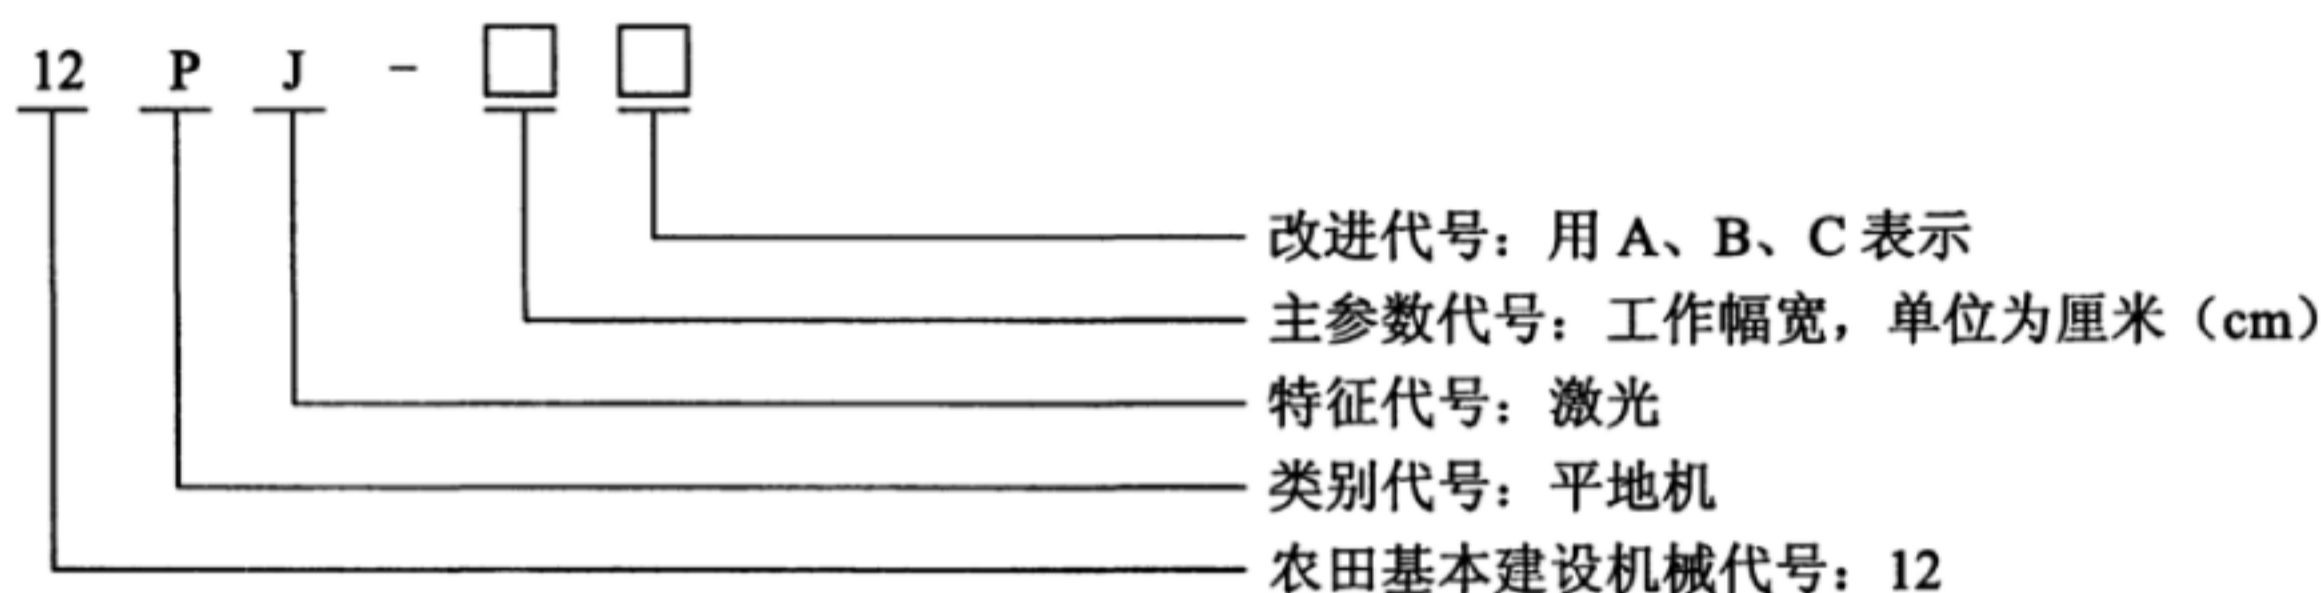 12 P J - □ □
改进代号：用 A、B、C 表示
主参数代号：工作幅宽，单位为厘米（cm）
特征代号：激光
类别代号：平地机
农田基本建设机械代号：12